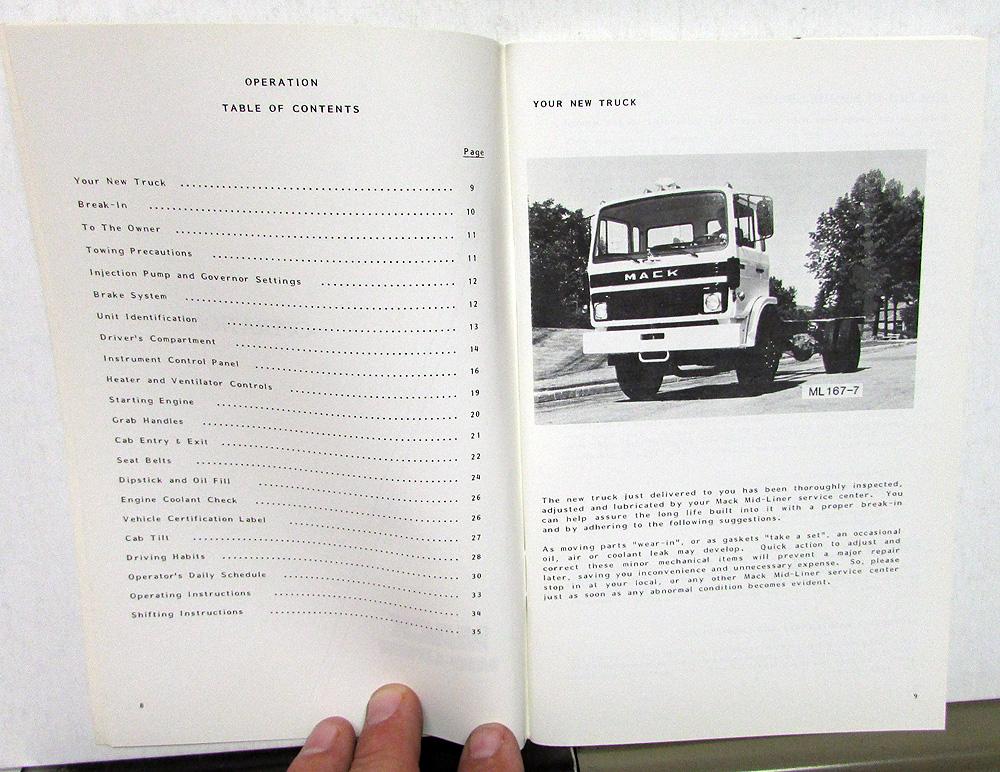 OPERATION
TABLE OF CONTENTS
Page
Your New Truck ........ 9
Break-In ........ 10
To The Owner ........ 11
Towing Precautions ........ 11
Injection Pump and Governor Settings ........ 12
Brake System ........ 12
Unit Identification ........ 13
Driver's Compartment ........ 14
Instrument Control Panel ........ 16
Heater and Ventilator Controls ........ 19
Starting Engine ........ 20
Grab Handles ........ 21
Cab Entry & Exit ........ 22
Seat Belts ........ 24
Dipstick and Oil Fill ........ 26
Engine Coolant Check ........ 26
Vehicle Certification Label ........ 27
Cab Tilt ........ 28
Driving Habits ........ 30
Operator's Daily Schedule ........ 33
Operating Instructions ........ 34
Shifting Instructions ........ 35
8
YOUR NEW TRUCK
MACK
ML167-7
The new truck just delivered to you has been thoroughly inspected,
adjusted and lubricated by your Mack Mid-Liner service center. You
can help assure the long life built into it with a proper break-in
and by adhering to the following suggestions.
As moving parts "wear-in", or as gaskets "take a set", an occasional
oil, air or coolant leak may develop. Quick action to adjust and
correct these minor mechanical items will prevent a major repair
later, saving you inconvenience and unnecessary expense. So, please
stop in at your local, or any other Mack Mid-Liner service center
just as soon as any abnormal condition becomes evident.
9